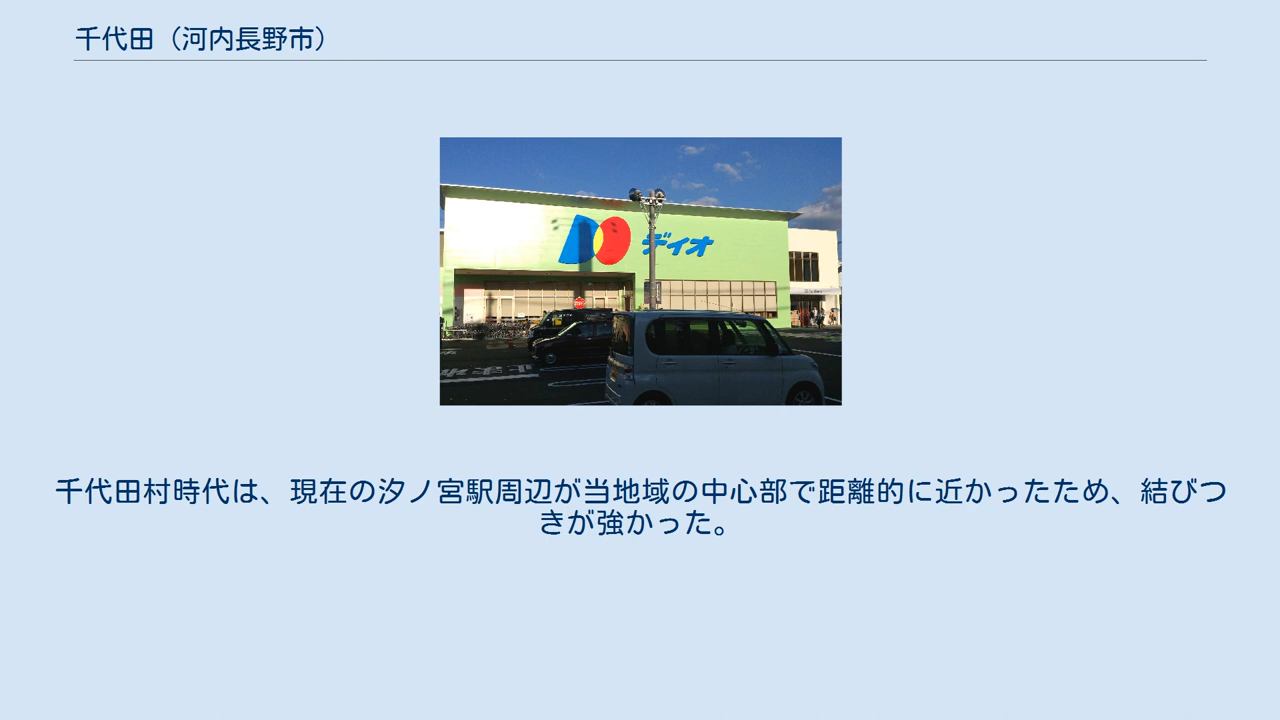 千代田（河内長野市）
ディオ
千代田村時代は、現在の汐ノ宮駅周辺が当地域の中心部で距離的に近かったため、結びつ
きが強かった。